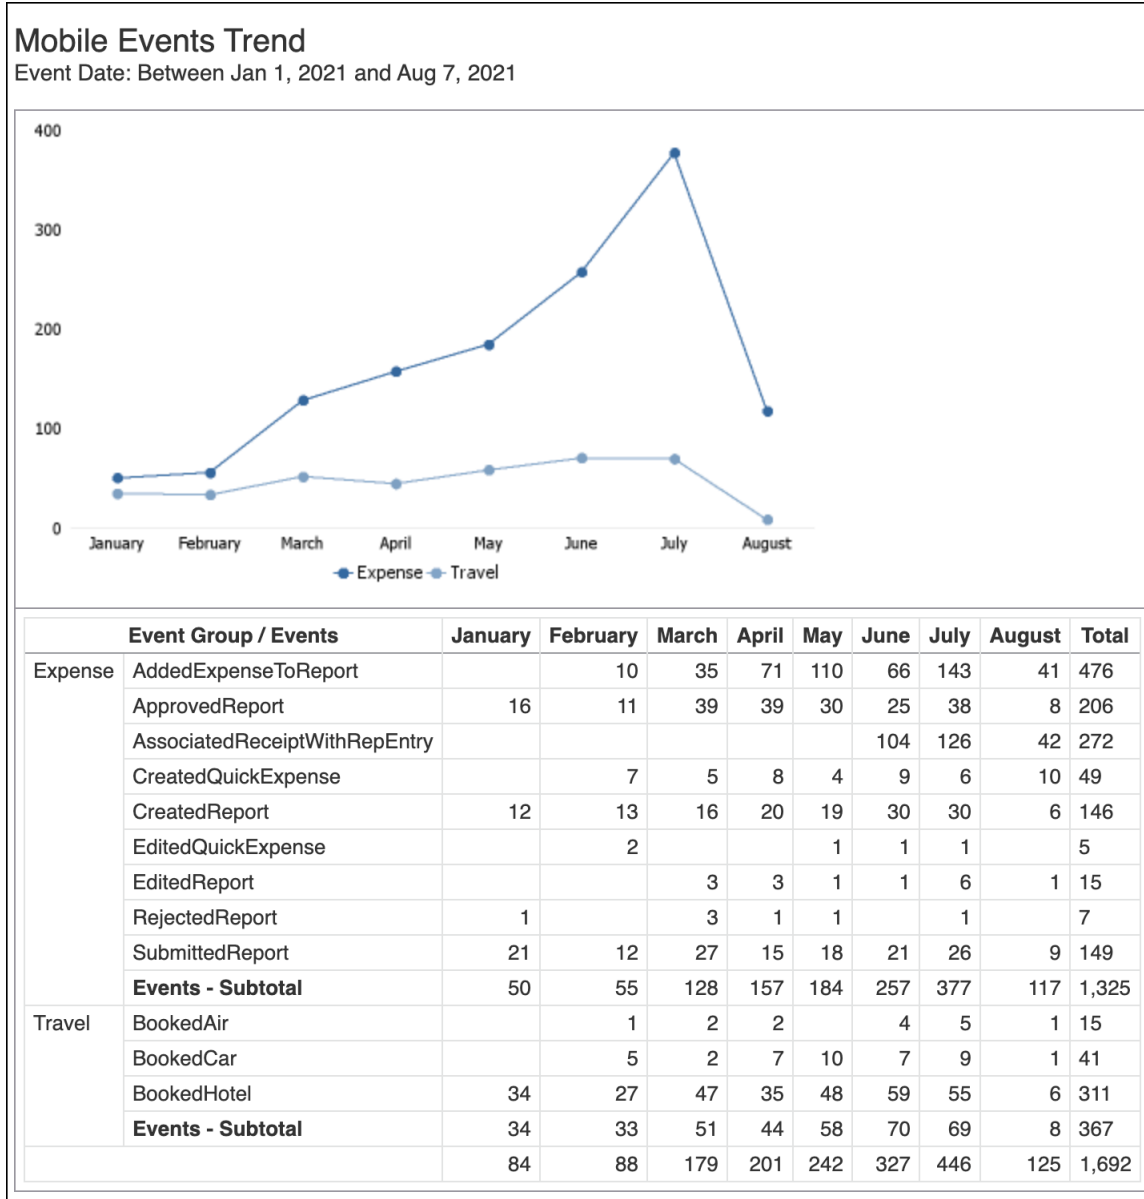 Mobile Events Trend
Event Date: Between Jan 1, 2021 and Aug 7, 2021
400
300
200
100
0
January February March April May June July August
Expense Travel
Event Group / Events January February March April May June July August Total
Expense AddedExpenseToReport 10 35 71 110 66 143 41 476
ApprovedReport 16 11 39 39 30 25 38 8 206
AssociatedReceiptWithRepEntry 104 126 42 272
CreatedQuickExpense 7 5 8 4 9 6 10 49
CreatedReport 12 13 16 20 19 30 30 6 146
EditedQuickExpense 2 1 1 1 5
EditedReport 3 3 1 1 6 1 15
RejectedReport 1 3 1 1 1 7
SubmittedReport 21 12 27 15 18 21 26 9 149
Events - Subtotal 50 55 128 157 184 257 377 117 1,325
Travel BookedAir 1 2 2 4 5 1 15
BookedCar 5 2 7 10 7 9 1 41
BookedHotel 34 27 47 35 48 59 55 6 311
Events - Subtotal 34 33 51 44 58 70 69 8 367
84 88 179 201 242 327 446 125 1,692